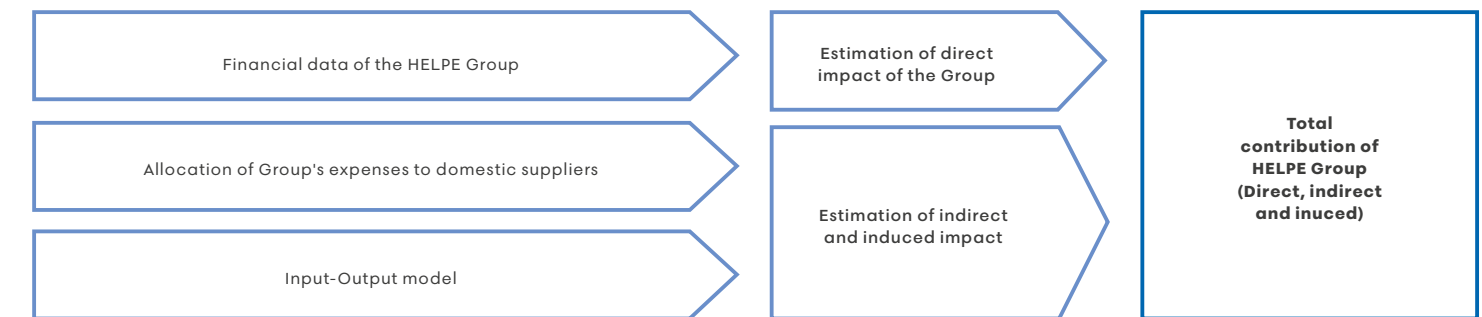 Financial data of the HELPE Group
Allocation of Group's expenses to domestic suppliers
Input-Output model
Estimation of direct
impact of the Group
Estimation of indirect
and induced impact
Total
contribution of
HELPE Group
(Direct, indirect
and inuced)